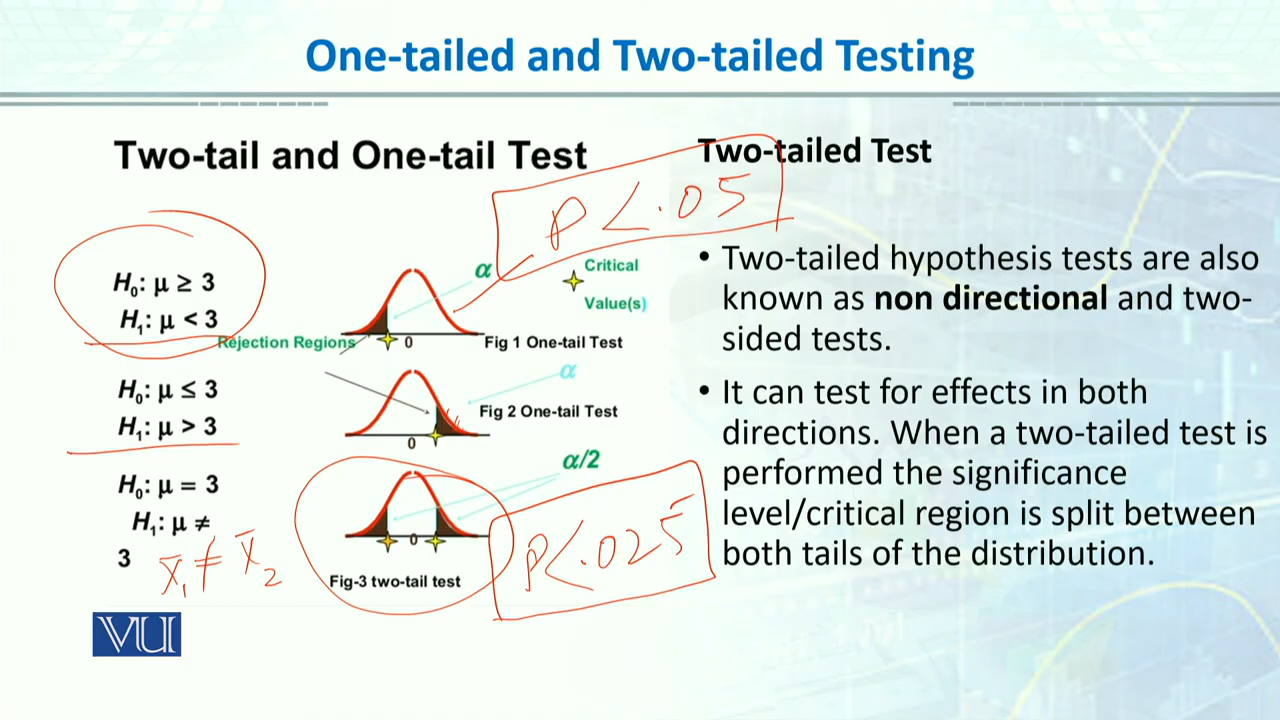 One-tailed and Two-tailed Testing
Two-tail and One-tail Test
H₀: μ ≥ 3
H₁: μ < 3
Rejection Regions
α
Critical
Value(s)
0
Fig 1 One-tail Test
P < .05
H₀: μ ≤ 3
H₁: μ > 3
α
0
Fig 2 One-tail Test
H₀: μ = 3
H₁: μ ≠
3
x̄₁ ≠ x̄₂
α/2
0
Fig-3 two-tail test
P < .025
VU
Two-tailed Test
• Two-tailed hypothesis tests are also
known as non directional and two-
sided tests.
• It can test for effects in both
directions. When a two-tailed test is
performed the significance
level/critical region is split between
both tails of the distribution.